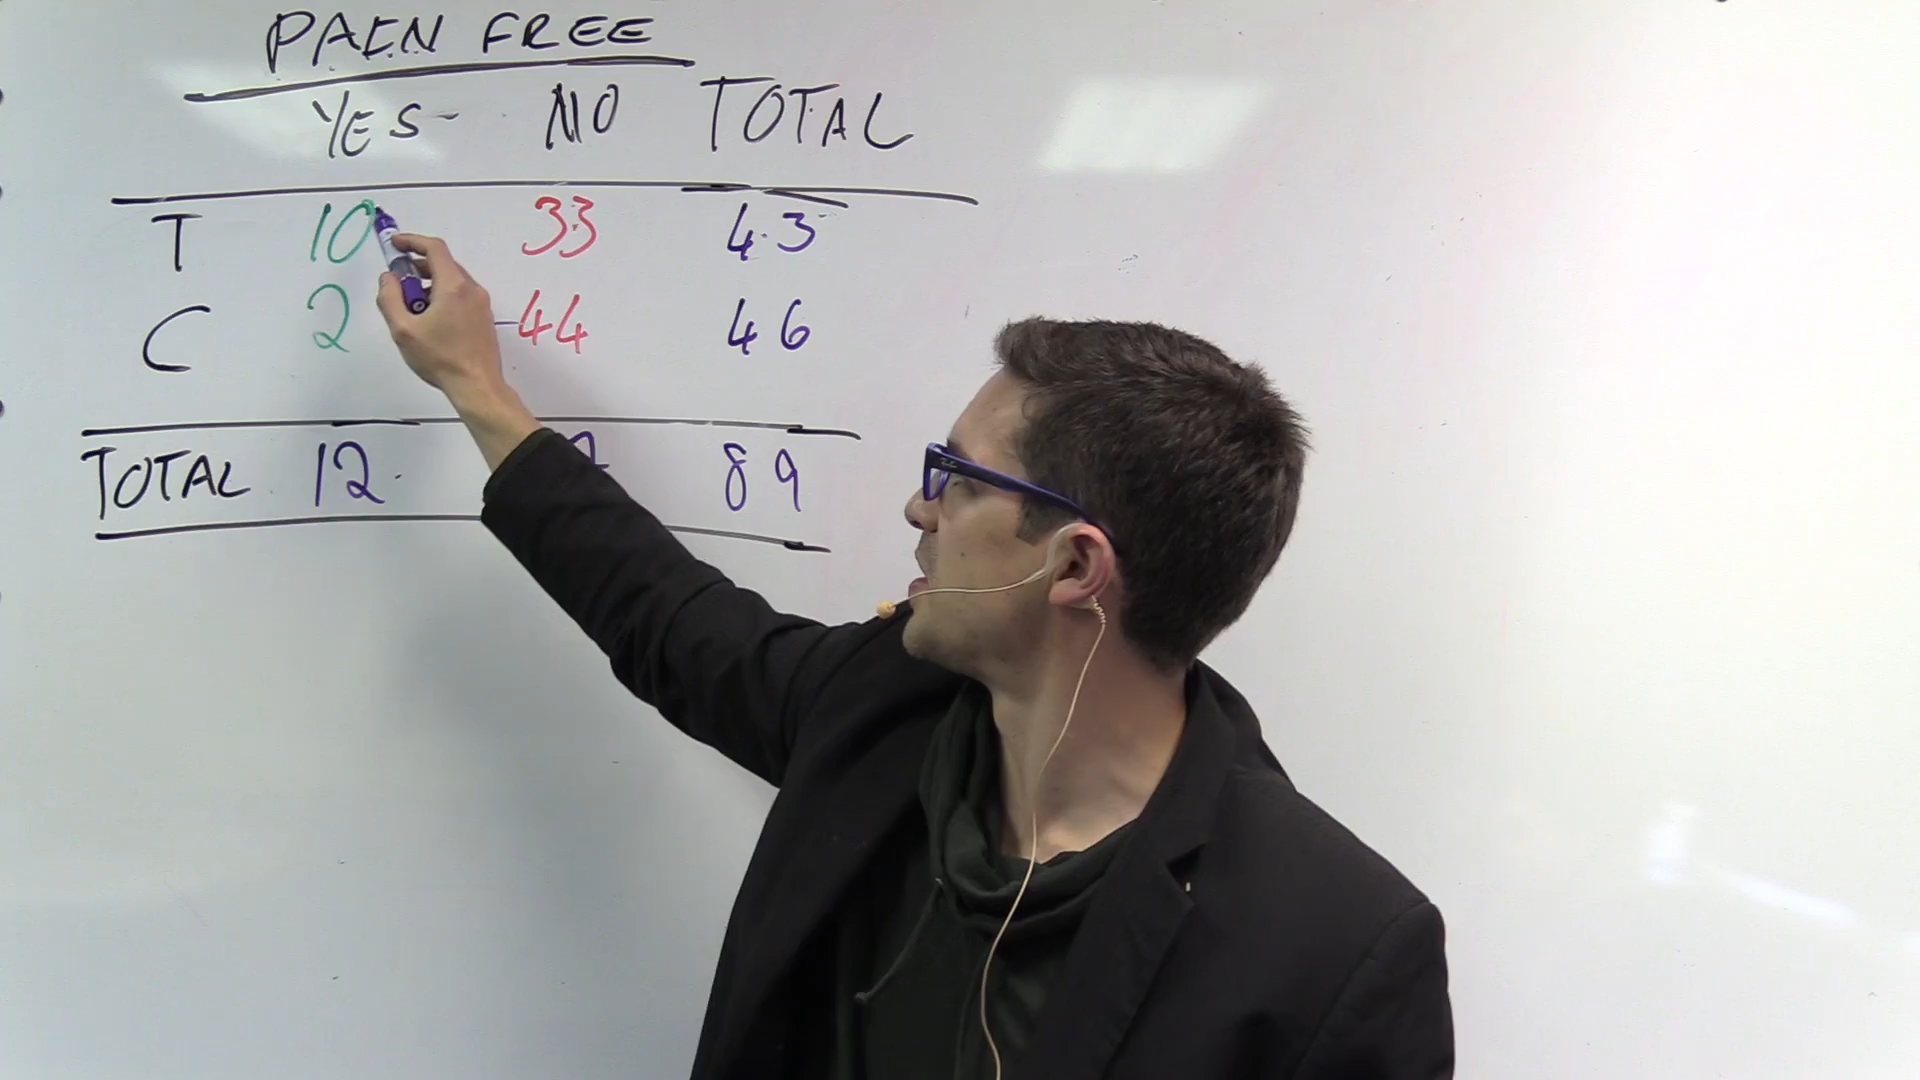 PAIN FREE
YES NO TOTAL
T 10 33 43
C 2 44 46
TOTAL 12 89